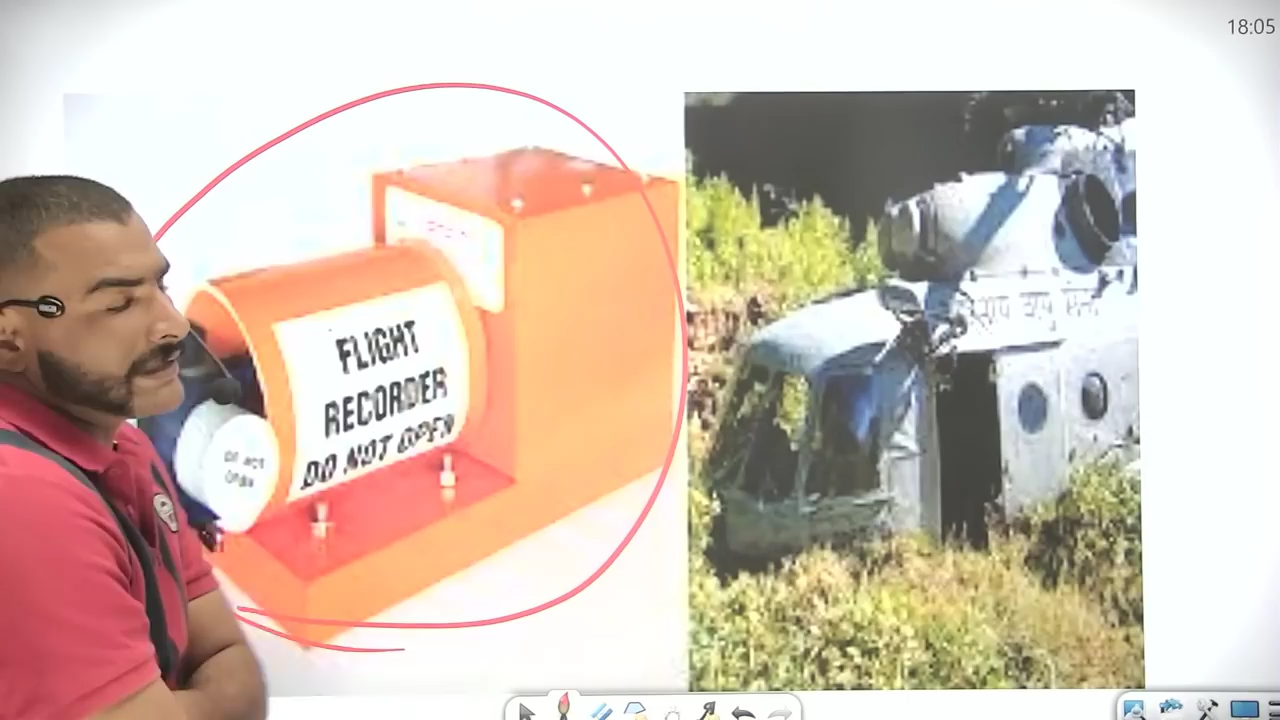 18:05
FLIGHT
RECORDER
DO NOT OPEN
DO NOT
OPEN